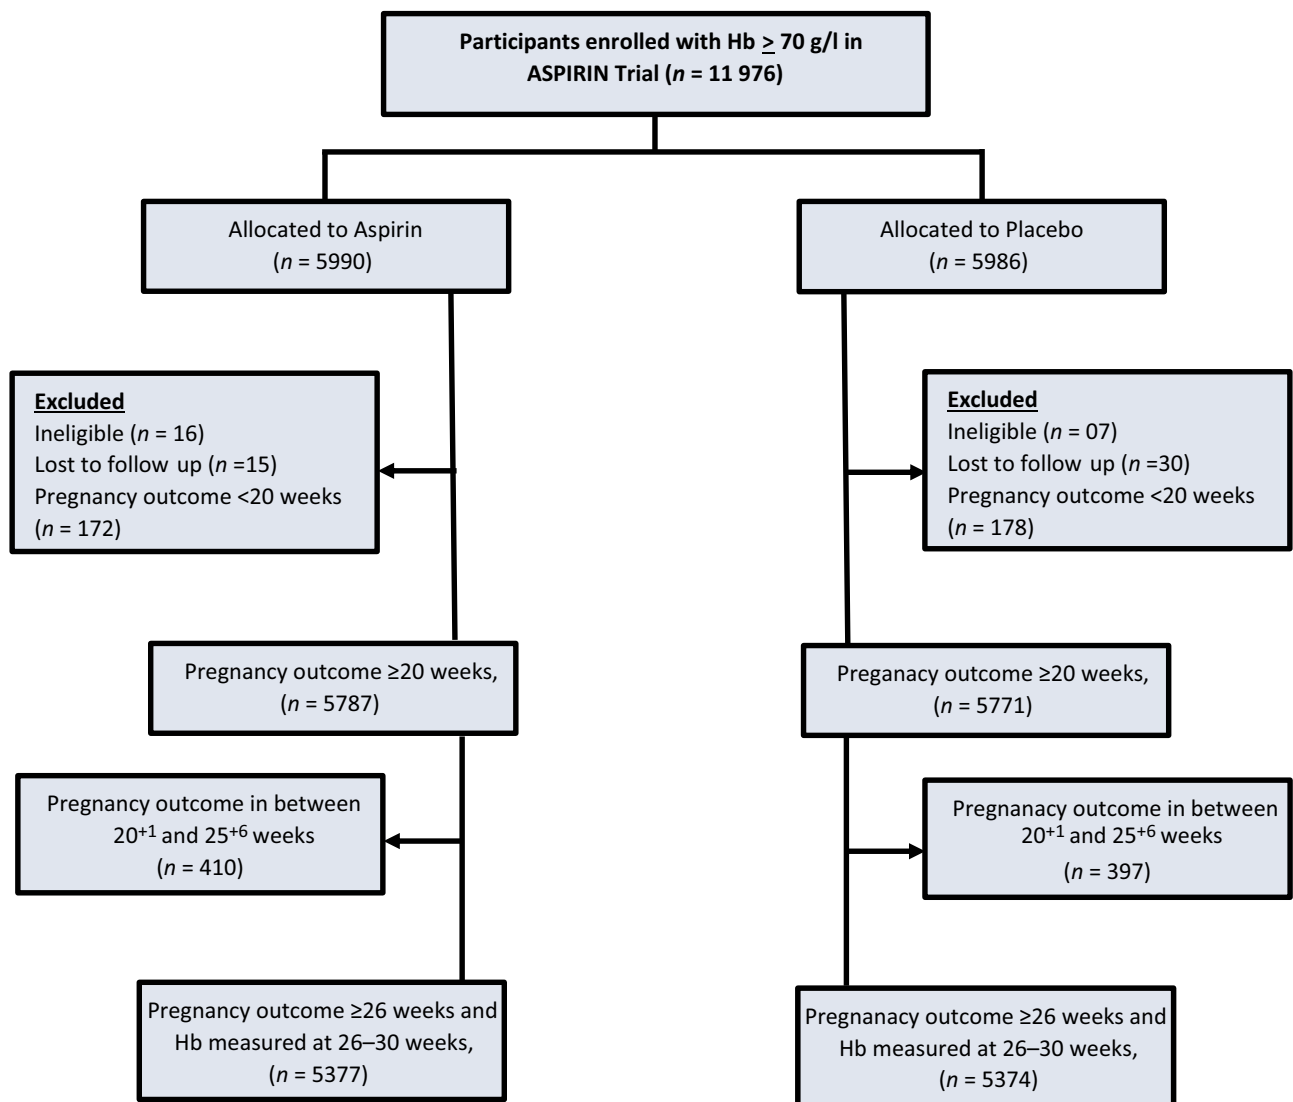 Participants enrolled with Hb ≥ 70 g/l in
ASPIRIN Trial (n = 11 976)
Allocated to Aspirin
(n = 5990)
Allocated to Placebo
(n = 5986)
Excluded
Ineligible (n = 16)
Lost to follow up (n =15)
Pregnancy outcome <20 weeks
(n = 172)
Excluded
Ineligible (n = 07)
Lost to follow up (n =30)
Pregnancy outcome <20 weeks
(n = 178)
Pregnancy outcome ≥20 weeks,
(n = 5787)
Preganacy outcome ≥20 weeks,
(n = 5771)
Pregnancy outcome in between
20⁺¹ and 25⁺⁶ weeks
(n = 410)
Pregnanacy outcome in between
20⁺¹ and 25⁺⁶ weeks
(n = 397)
Pregnancy outcome ≥26 weeks and
Hb measured at 26–30 weeks,
(n = 5377)
Pregnanacy outcome ≥26 weeks and
Hb measured at 26–30 weeks,
(n = 5374)